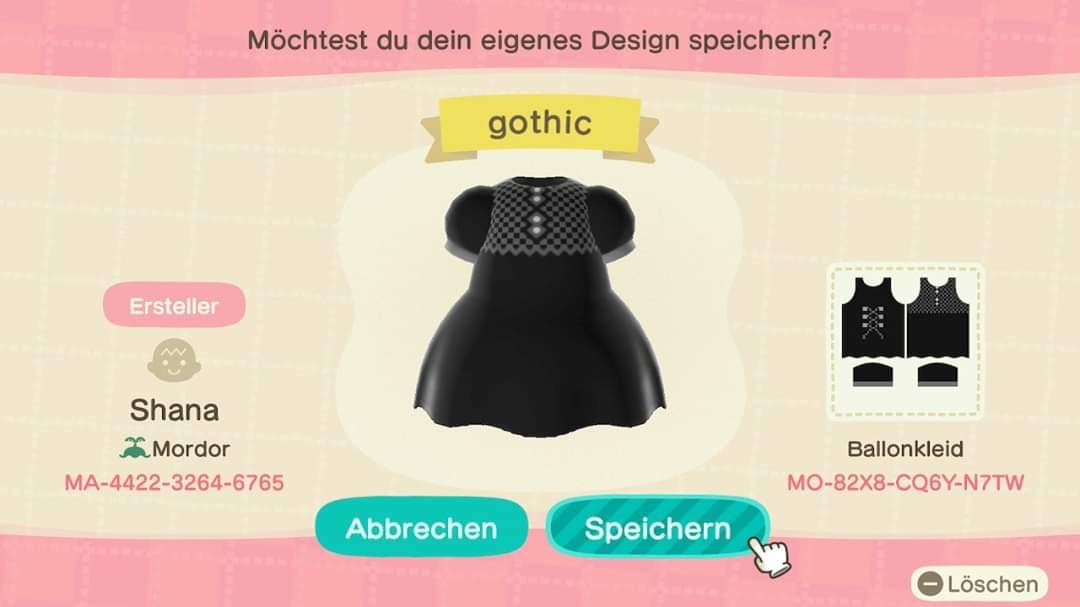 Möchtest du dein eigenes Design speichern?
gothic
Ersteller
Shana
Mordor
MA-4422-3264-6765
Ballonkleid
MO-82X8-CQ6Y-N7TW
Abbrechen
Speichern
Löschen